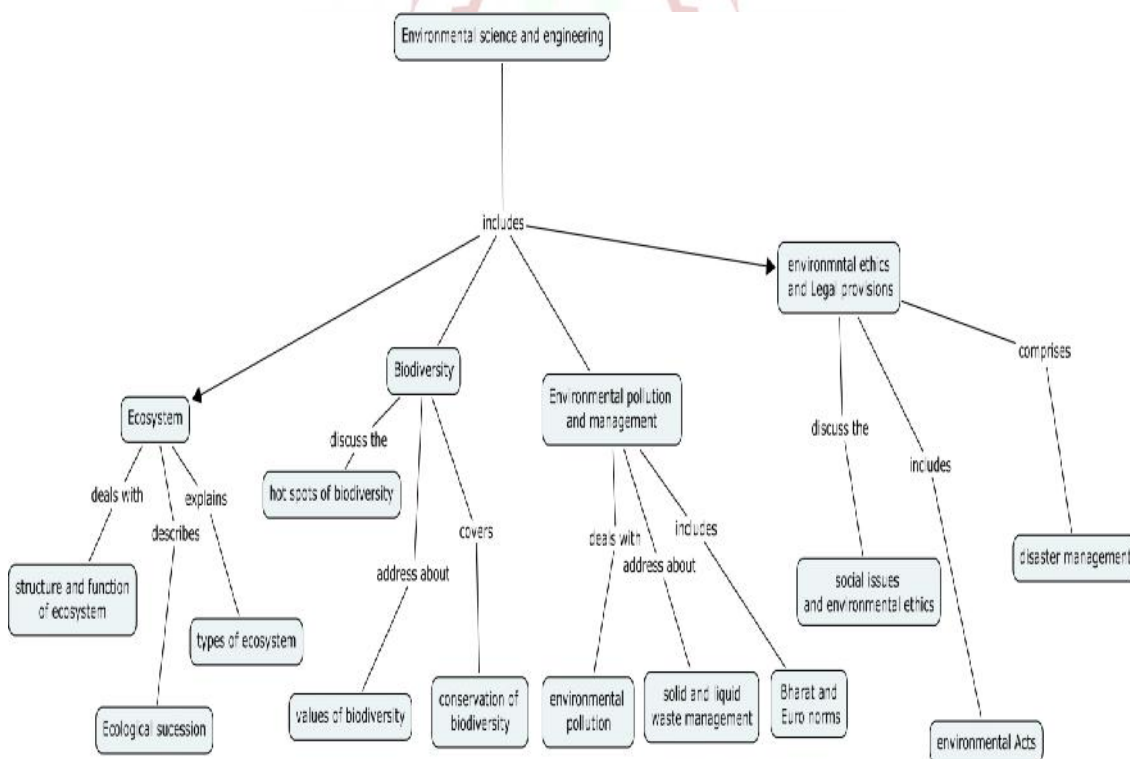 Environmental science and engineering
includes
environmntal ethics
and Legal provisions
comprises
Biodiversity
Environmental pollution
and management
Ecosystem
discuss the
discuss the
hot spots of biodiversity
includes
deals with
explains
describes
covers
includes
deals with
address about
address about
disaster management
structure and function
of ecosystem
social issues
and environmental ethics
types of ecosystem
values of biodiversity
conservation of
biodiversity
environmental
pollution
solid and liquid
waste management
Bharat and
Euro norms
Ecological sucession
environmental Acts